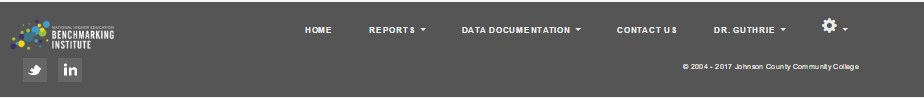 NATIONAL HIGHER EDUCATION
BENCHMARKING
INSTITUTE
HOME REPORTS DATA DOCUMENTATION CONTACT US DR. GUTHRIE
in
© 2004 - 2017 Johnson County Community College